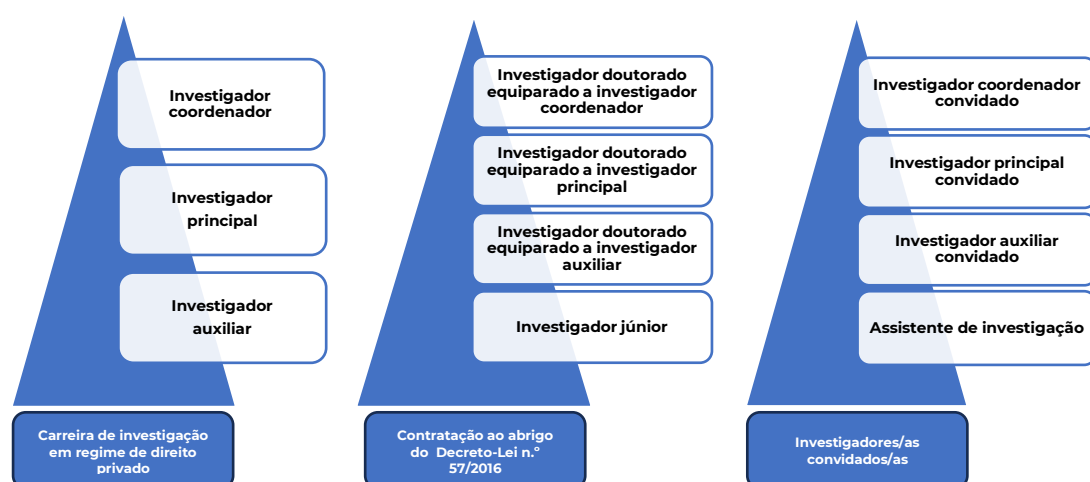 Investigador
coordenador
Investigador
principal
Investigador
auxiliar
Carreira de investigação
em regime de direito
privado
Investigador doutorado
equiparado a investigador
coordenador
Investigador doutorado
equiparado a investigador
principal
Investigador doutorado
equiparado a investigador
auxiliar
Investigador júnior
Contratação ao abrigo
do Decreto-Lei n.º
57/2016
Investigador coordenador
convidado
Investigador principal
convidado
Investigador auxiliar
convidado
Assistente de investigação
Investigadores/as
convidados/as